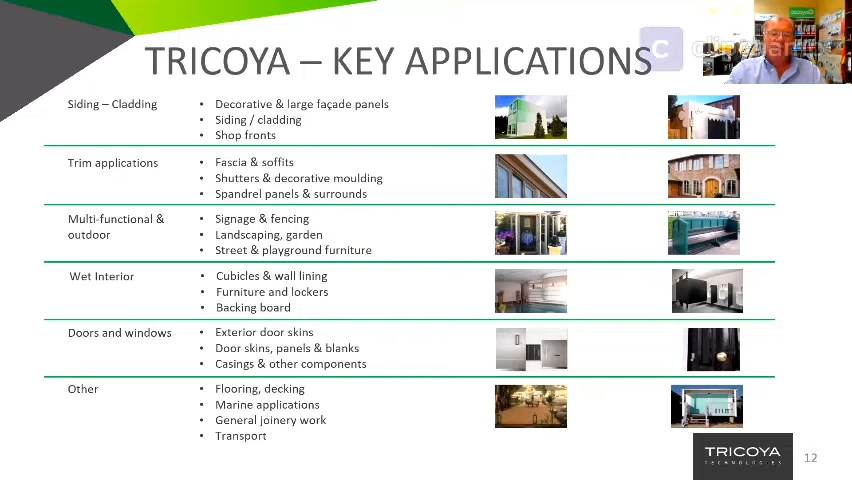 TRICOYA – KEY APPLICATIONS
Siding – Cladding
• Decorative & large façade panels
• Siding / cladding
• Shop fronts
Trim applications
• Fascia & soffits
• Shutters & decorative moulding
• Spandrel panels & surrounds
Multi-functional &
outdoor
• Signage & fencing
• Landscaping, garden
• Street & playground furniture
Wet Interior
• Cubicles & wall lining
• Furniture and lockers
• Backing board
Doors and windows
• Exterior door skins
• Door skins, panels & blanks
• Casings & other components
Other
• Flooring, decking
• Marine applications
• General joinery work
• Transport
TRICOYA
TECHNOLOGIES
12